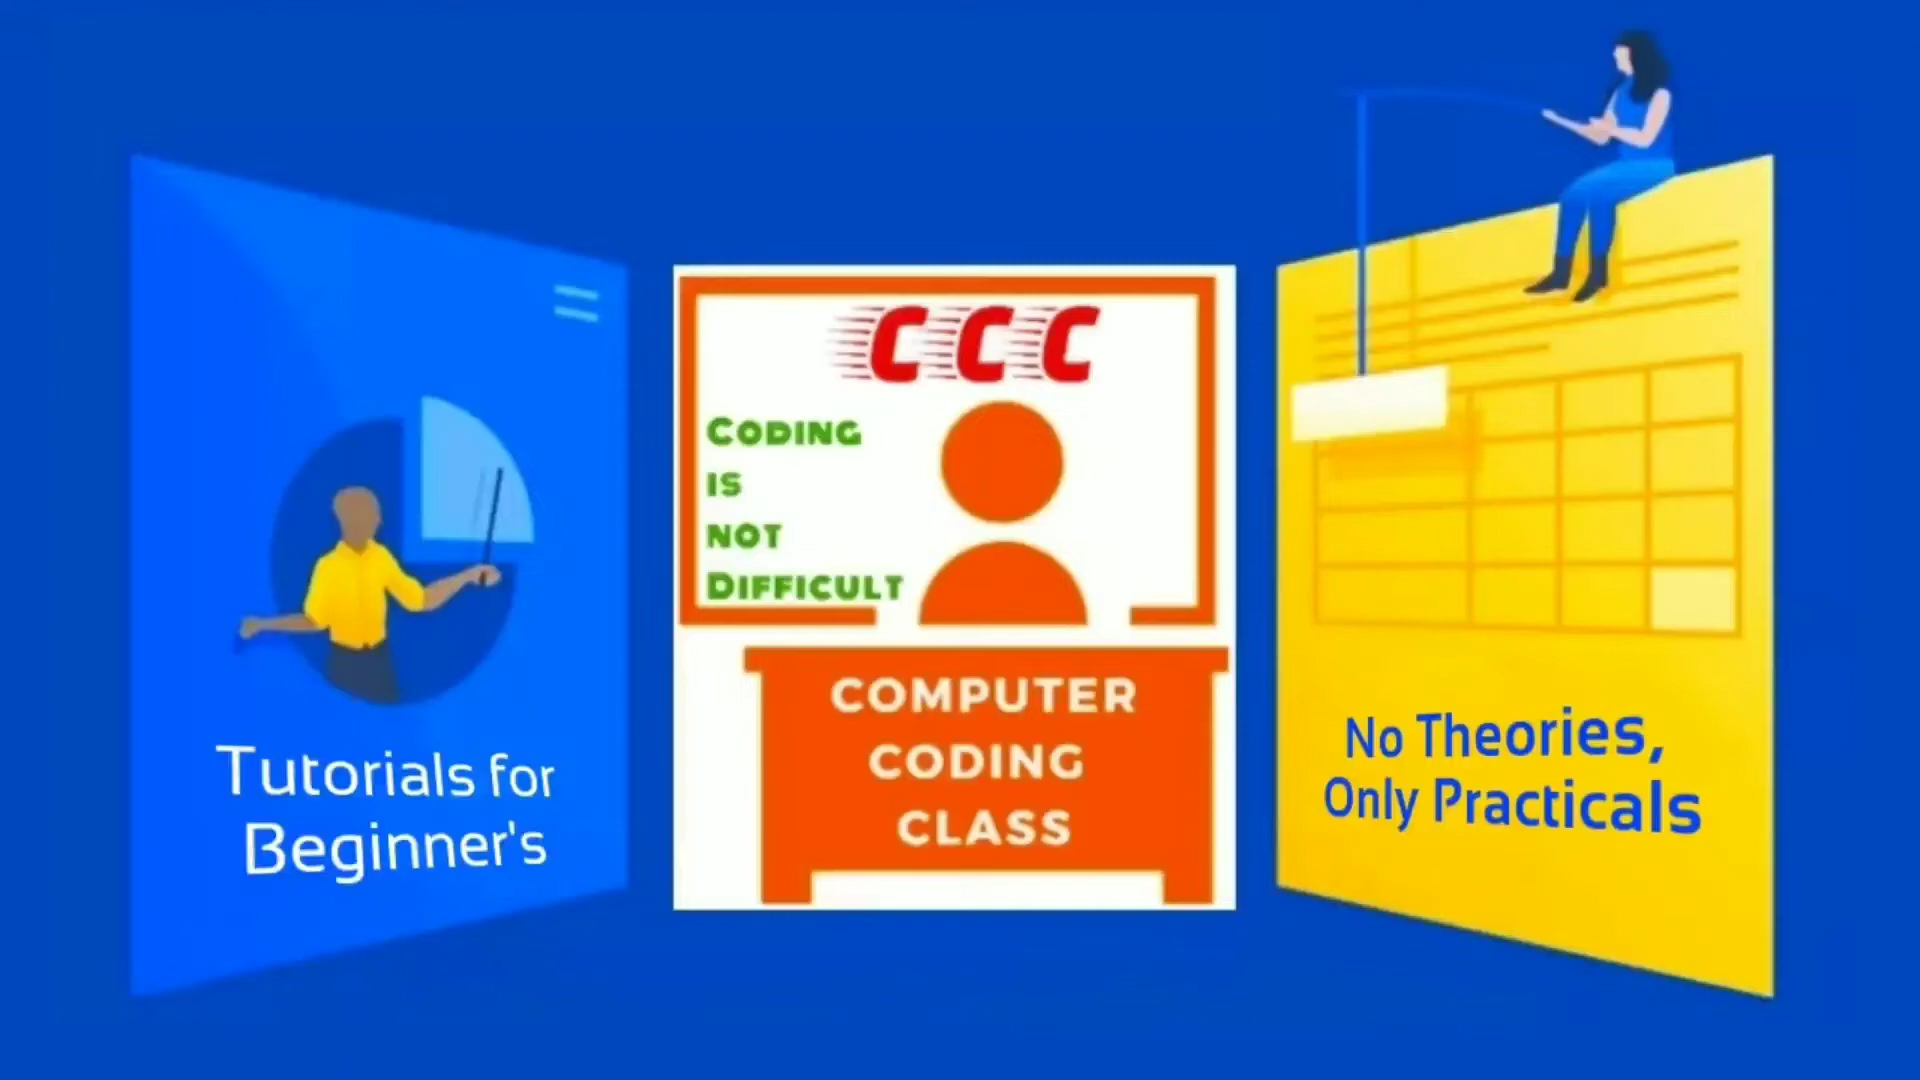 Tutorials for
Beginner's
CCC
CODING
IS
NOT
DIFFICULT
COMPUTER
CODING
CLASS
No Theories,
Only Practicals